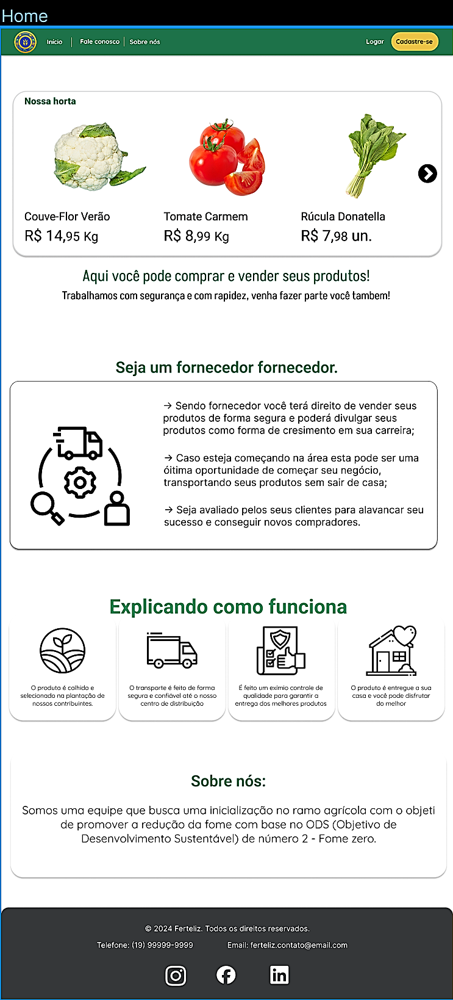 Home
Início
Fale conosco
Sobre nós
Logar
Cadastre-se
Nossa horta
Couve-Flor Verão
R$ 14,95 Kg
Tomate Carmem
R$ 8,99 Kg
Rúcula Donatella
R$ 7,98 un.
Aqui você pode comprar e vender seus produtos!
Trabalhamos com segurança e com rapidez, venha fazer parte você tambem!
Seja um fornecedor fornecedor.
→ Sendo fornecedor você terá direito de vender seus
produtos de forma segura e poderá divulgar seus
produtos como forma de cresimento em sua carreira;
→ Caso esteja começando na área esta pode ser uma
óitima oportunidade de começar seu negócio,
transportando seus produtos sem sair de casa;
→ Seja avaliado pelos seus clientes para alavancar seu
sucesso e conseguir novos compradores.
Explicando como funciona
O produto é colhido e
selecionado na plantação de
nossos contribuintes.
O transporte é feito de forma
segura e confiável até o nosso
centro de distribuição
É feito um exímio controle de
qualidade para garantir a
entrega dos melhores produtos
O produto é entregue a sua
casa e você pode disfrutar
do melhor
Sobre nós:
Somos uma equipe que busca uma inicialização no ramo agrícola com o objeti
de promover a redução da fome com base no ODS (Objetivo de
Desenvolvimento Sustentável) de número 2 - Fome zero.
© 2024 Ferteliz. Todos os direitos reservados.
Telefone: (19) 99999-9999
Email: ferteliz.contato@email.com